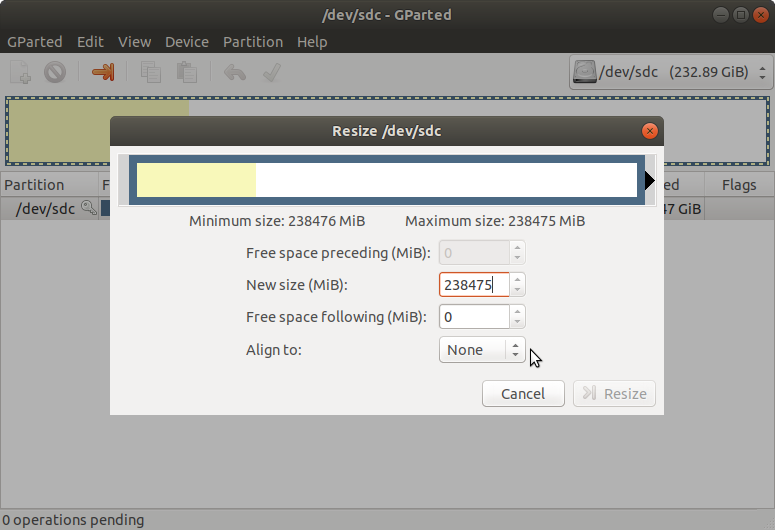 /dev/sdc - GParted
GParted Edit View Device Partition Help
/dev/sdc (232.89 GiB)
Resize /dev/sdc
Partition F ed Flags
/dev/sdc 47 GiB
Minimum size: 238476 MiB Maximum size: 238475 MiB
Free space preceding (MiB): 0
New size (MiB): 238475
Free space following (MiB): 0
Align to: None
Cancel Resize
0 operations pending